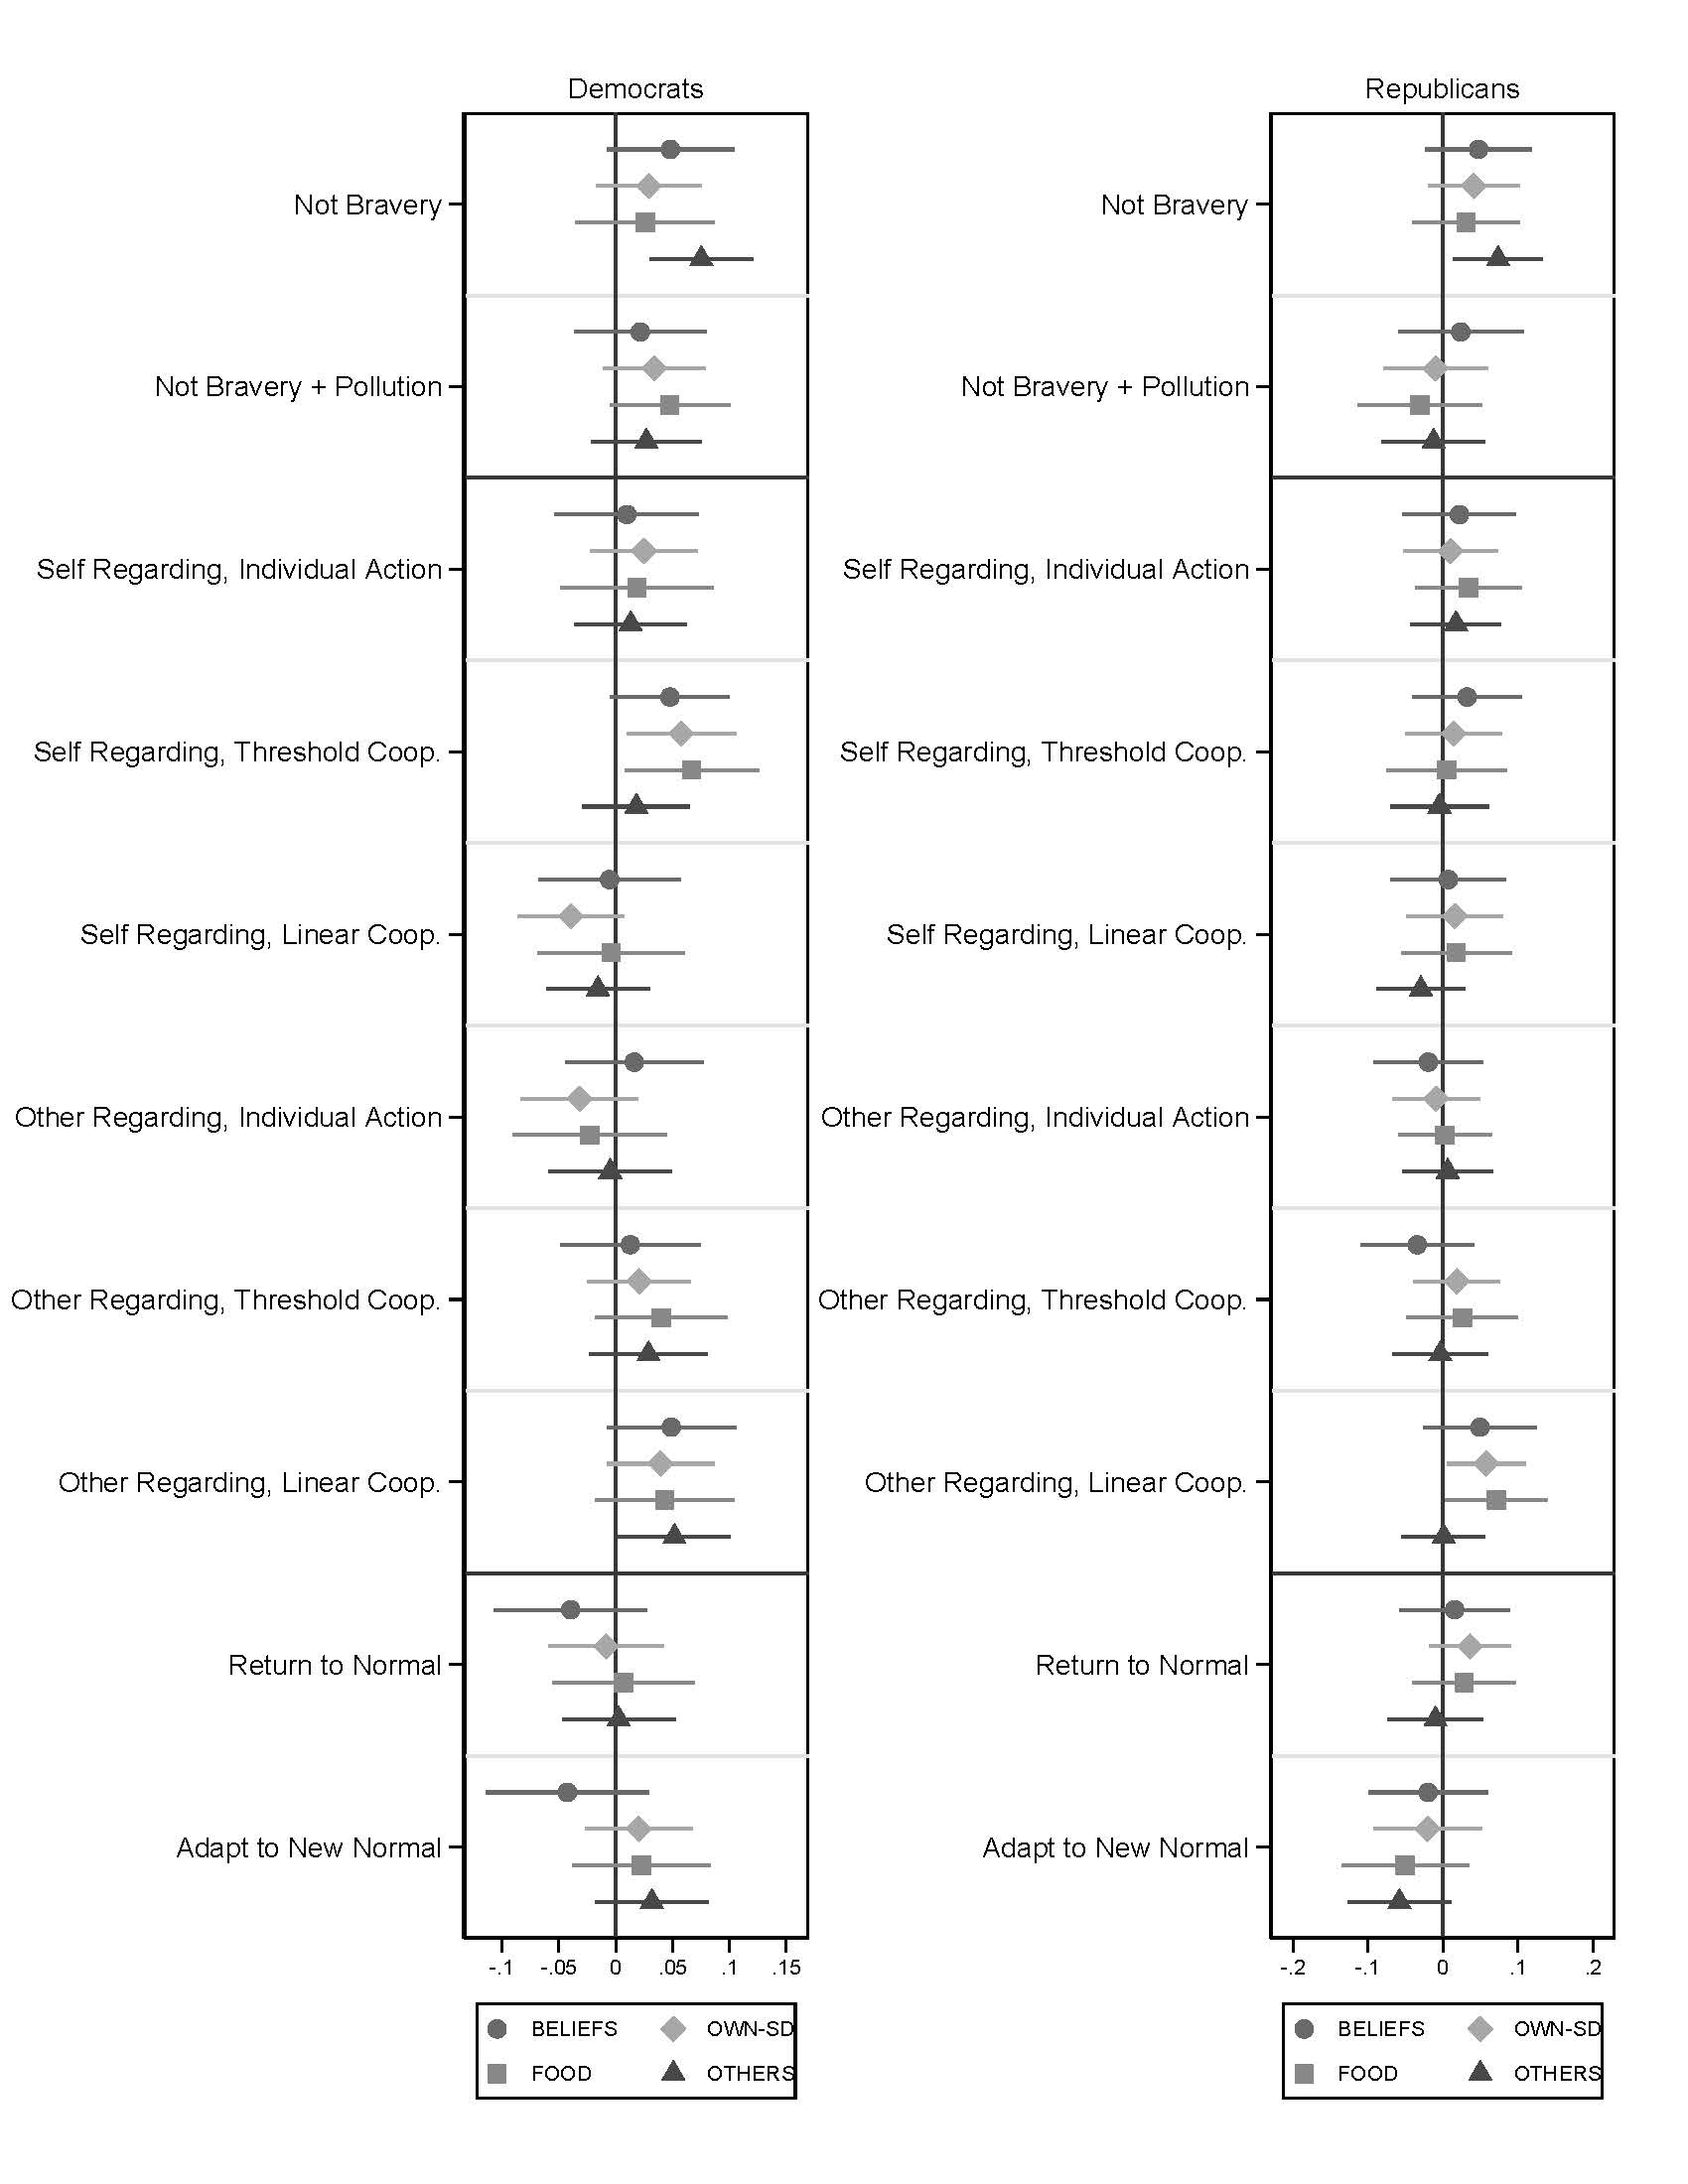 Democrats
Not Bravery
Not Bravery + Pollution
Self Regarding, Individual Action
Self Regarding, Threshold Coop.
Self Regarding, Linear Coop.
Other Regarding, Individual Action
Other Regarding, Threshold Coop.
Other Regarding, Linear Coop.
Return to Normal
Adapt to New Normal
-.1 -.05 0 .05 .1 .15
BELIEFS OWN-SD
FOOD OTHERS
Republicans
Not Bravery
Not Bravery + Pollution
Self Regarding, Individual Action
Self Regarding, Threshold Coop.
Self Regarding, Linear Coop.
Other Regarding, Individual Action
Other Regarding, Threshold Coop.
Other Regarding, Linear Coop.
Return to Normal
Adapt to New Normal
-.2 -.1 0 .1 .2
BELIEFS OWN-SD
FOOD OTHERS